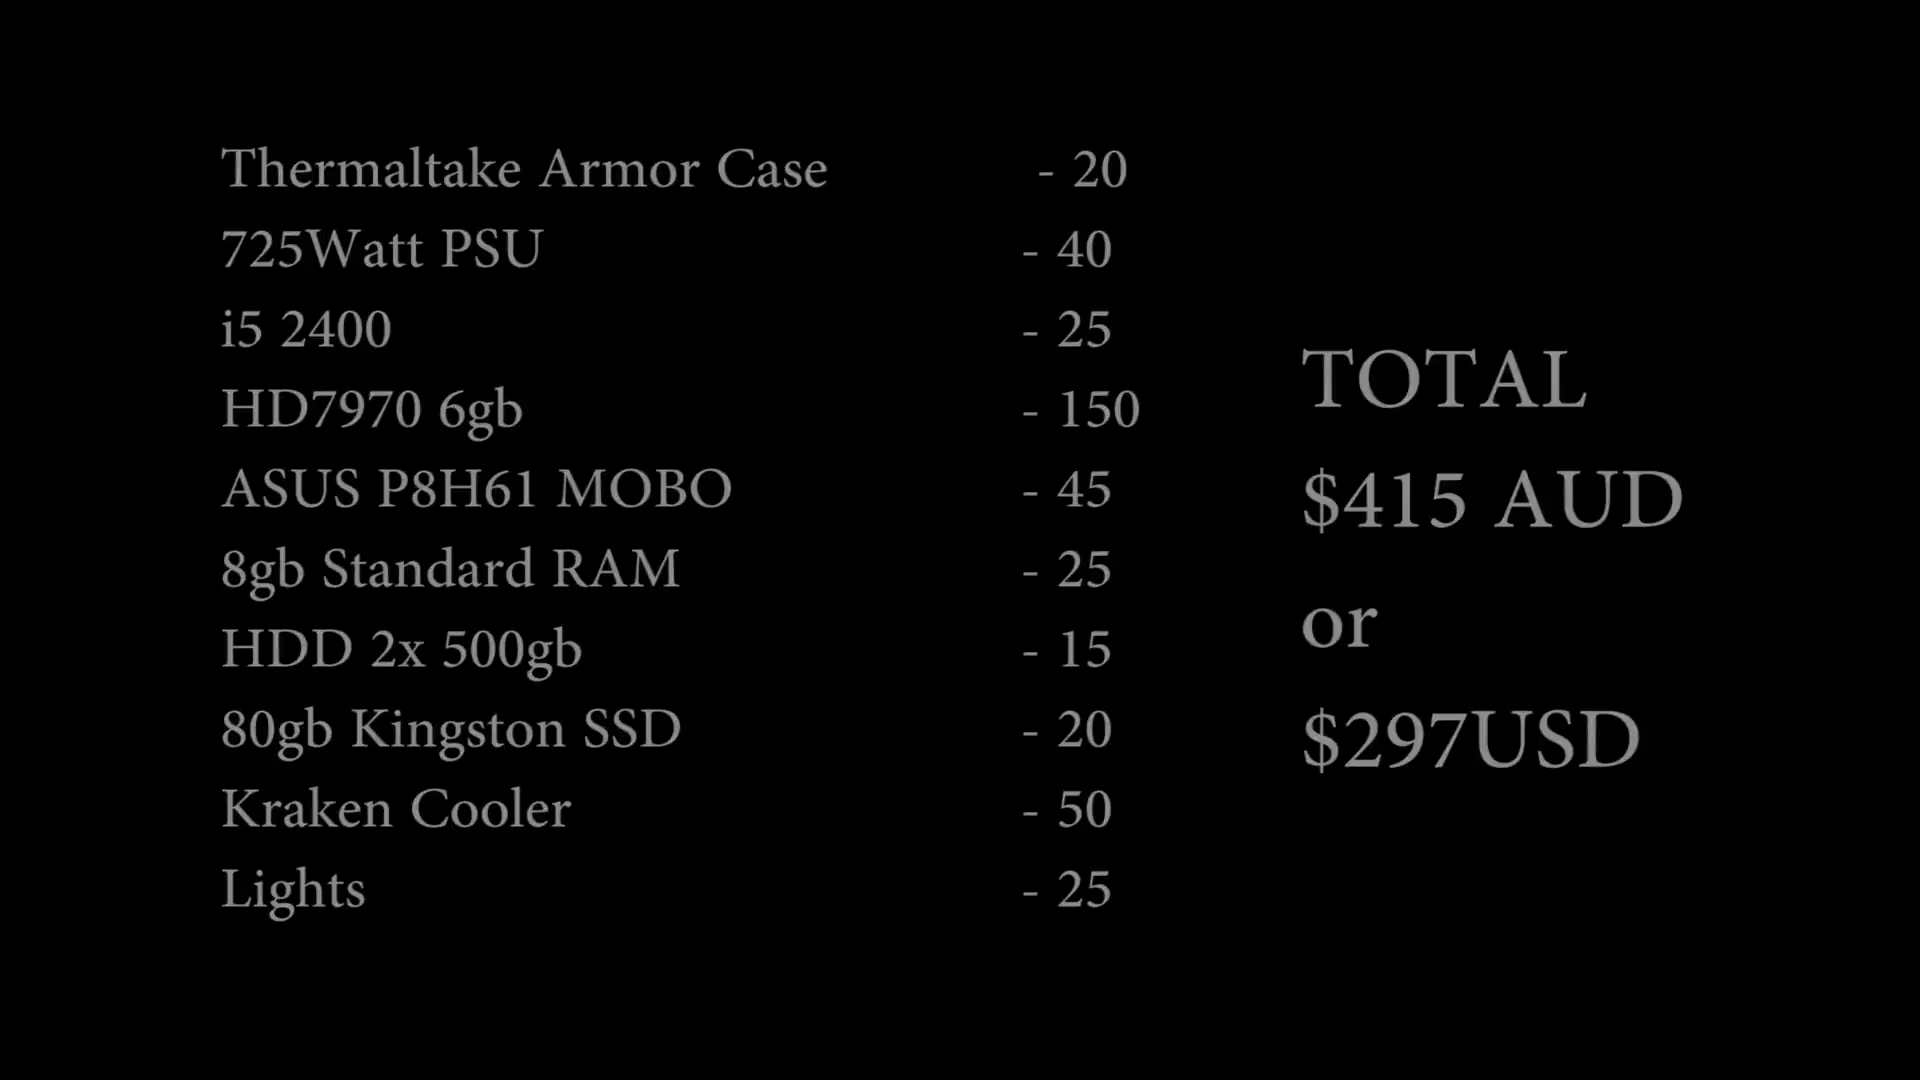 Thermaltake Armor Case - 20
725Watt PSU - 40
i5 2400 - 25
HD7970 6gb - 150
ASUS P8H61 MOBO - 45
8gb Standard RAM - 25
HDD 2x 500gb - 15
80gb Kingston SSD - 20
Kraken Cooler - 50
Lights - 25
TOTAL
$415 AUD
or
$297USD